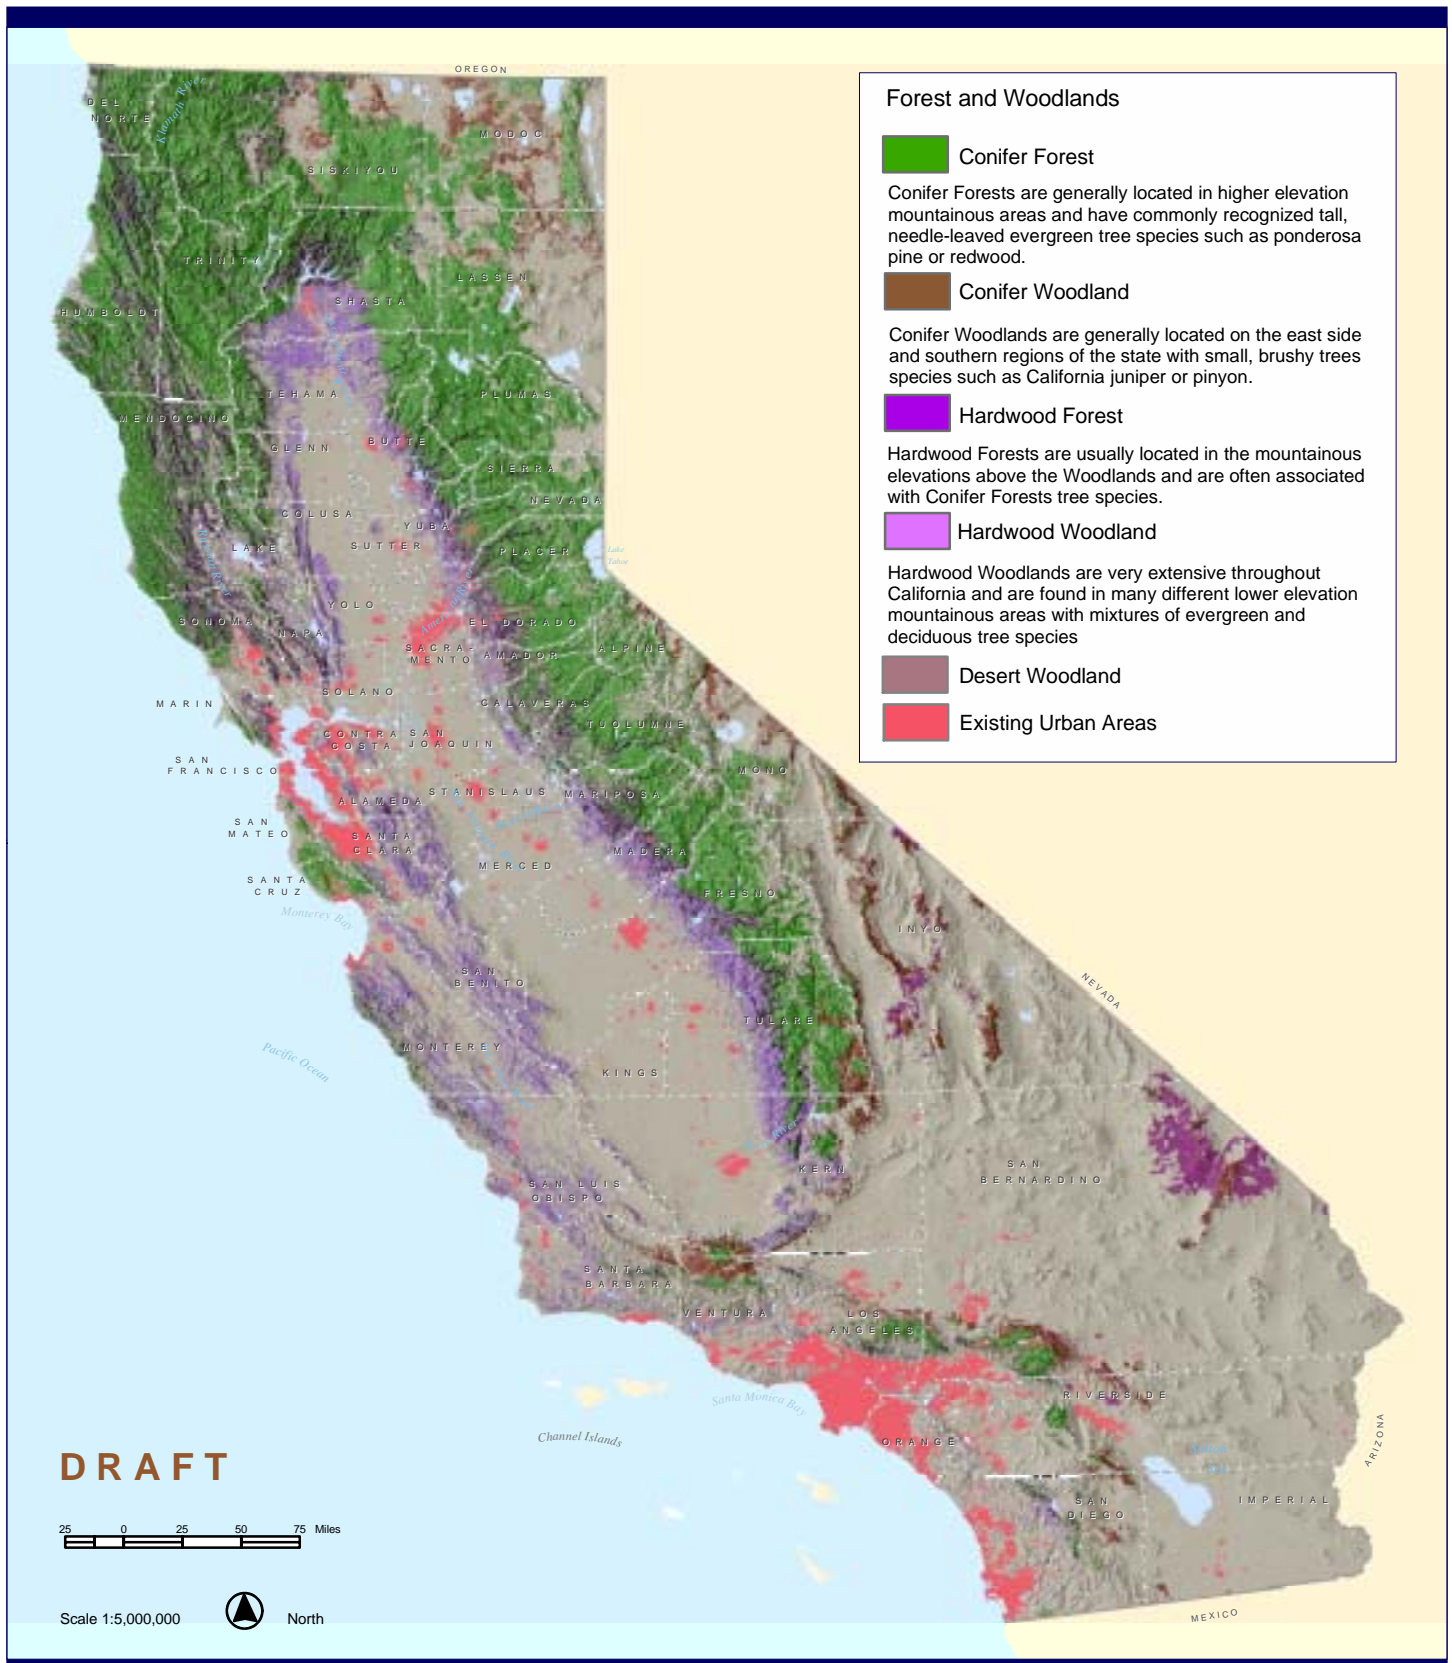 OREGON
DEL
NORTE
Klamath River
MODOC
SISKIYOU
TRINITY
LASSEN
SHASTA
HUMBOLDT
TEHAMA
PLUMAS
MENDOCINO
BUTTE
GLENN
SIERRA
NEVADA
COLUSA
YUBA
SUTTER
LAKE
PLACER
Lake
Tahoe
YOLO
SONOMA
NAPA
EL DORADO
SACRA-
MENTO
AMADOR
ALPINE
SOLANO
MARIN
CALAVERAS
TUOLUMNE
CONTRA
COSTA
SAN
JOAQUIN
SAN
FRANCISCO
MONO
STANISLAUS
MARIPOSA
ALAMEDA
SAN
MATEO
SANTA
CLARA
MADERA
MERCED
SANTA
CRUZ
FRESNO
Monterey Bay
INYO
SAN
BENITO
NEVADA
TULARE
MONTEREY
Pacific Ocean
KINGS
KERN
SAN
BERNARDINO
SAN LUIS
OBISPO
SANTA
BARBARA
VENTURA
LOS
ANGELES
RIVERSIDE
Santa Monica Bay
Channel Islands
ORANGE
ARIZONA
SAN
DIEGO
IMPERIAL
MEXICO
Forest and Woodlands
Conifer Forest
Conifer Forests are generally located in higher elevation
mountainous areas and have commonly recognized tall,
needle-leaved evergreen tree species such as ponderosa
pine or redwood.
Conifer Woodland
Conifer Woodlands are generally located on the east side
and southern regions of the state with small, brushy trees
species such as California juniper or pinyon.
Hardwood Forest
Hardwood Forests are usually located in the mountainous
elevations above the Woodlands and are often associated
with Conifer Forests tree species.
Hardwood Woodland
Hardwood Woodlands are very extensive throughout
California and are found in many different lower elevation
mountainous areas with mixtures of evergreen and
deciduous tree species
Desert Woodland
Existing Urban Areas
DRAFT
25 0 25 50 75 Miles
Scale 1:5,000,000
North